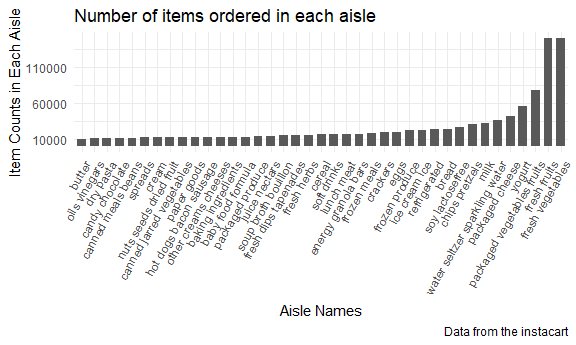 Number of items ordered in each aisle
Item Counts in Each Aisle
110000
60000
10000
butter
oils vinegars
dry pasta
candy chocolate
canned meals beans
spreads
cream
nuts seeds dried fruit
canned jarred vegetables
paper goods
hot dogs bacon sausage
other creams cheeses
baking ingredients
baby food formula
packaged produce
juice nectars
soup broth bouillon
fresh dips tapenades
fresh herbs
cereal
soft drinks
lunch meat
energy granola bars
frozen meals
crackers
eggs
frozen produce
ice cream ice
refrigerated
bread
soy lactosefree
chips pretzels
milk
water seltzer sparkling water
packaged cheese
yogurt
packaged vegetables fruits
fresh fruits
fresh vegetables
Aisle Names
Data from the instacart